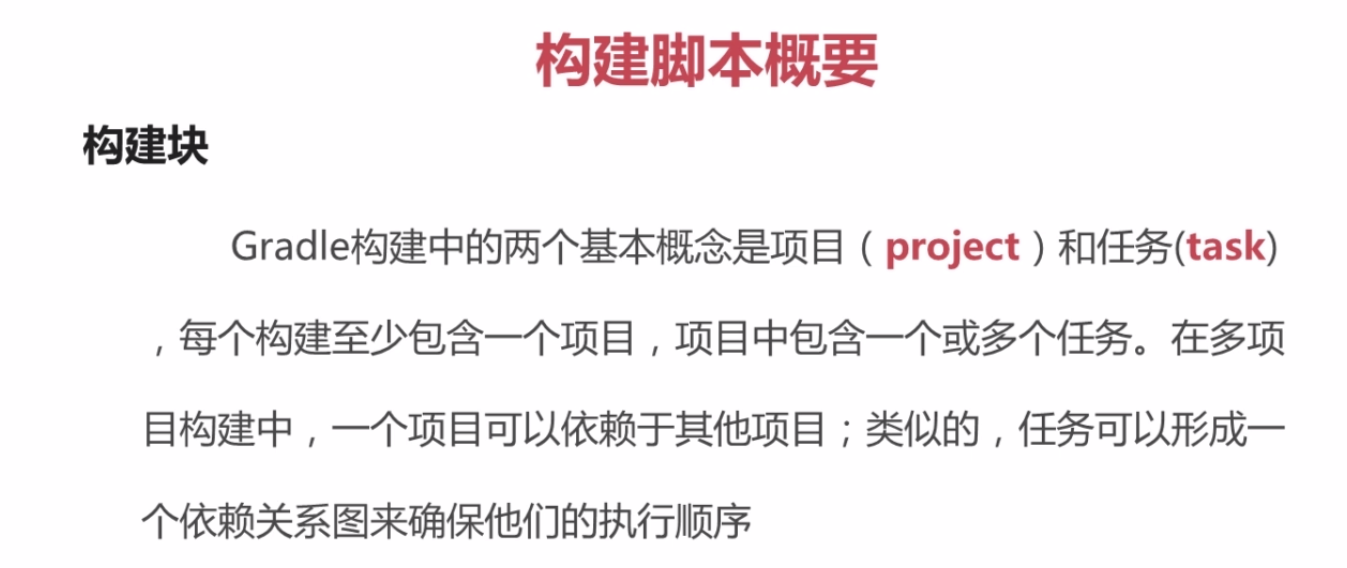 构建脚本概要
构建块
Gradle构建中的两个基本概念是项目（project）和任务(task)
，每个构建至少包含一个项目，项目中包含一个或多个任务。在多项
目构建中，一个项目可以依赖于其他项目；类似的，任务可以形成一
个依赖关系图来确保他们的执行顺序